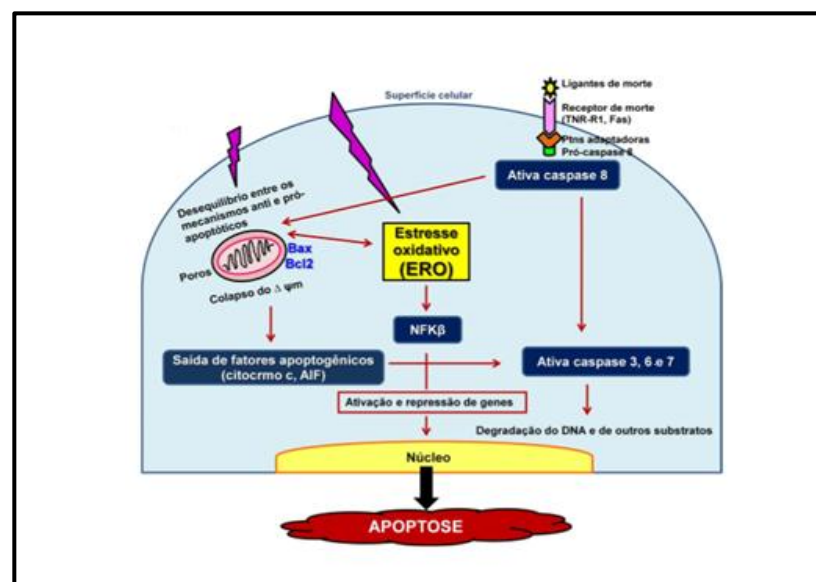 Superfície celular
Ligantes de morte
Receptor de morte
(TNR-R1, Fas)
Ptns adaptadoras
Pró-caspase 8
Ativa caspase 8
Desequilíbrio entre os
mecanismos anti e pró-
apoptóticos
Bax
Bcl2
Poros
Colapso do Δ ψm
Estresse
oxidativo
(ERO)
NFKβ
Saída de fatores apoptogênicos
(citocrmo c, AIF)
Ativa caspase 3, 6 e 7
Ativação e repressão de genes
Degradação do DNA e de outros substratos
Núcleo
APOPTOSE